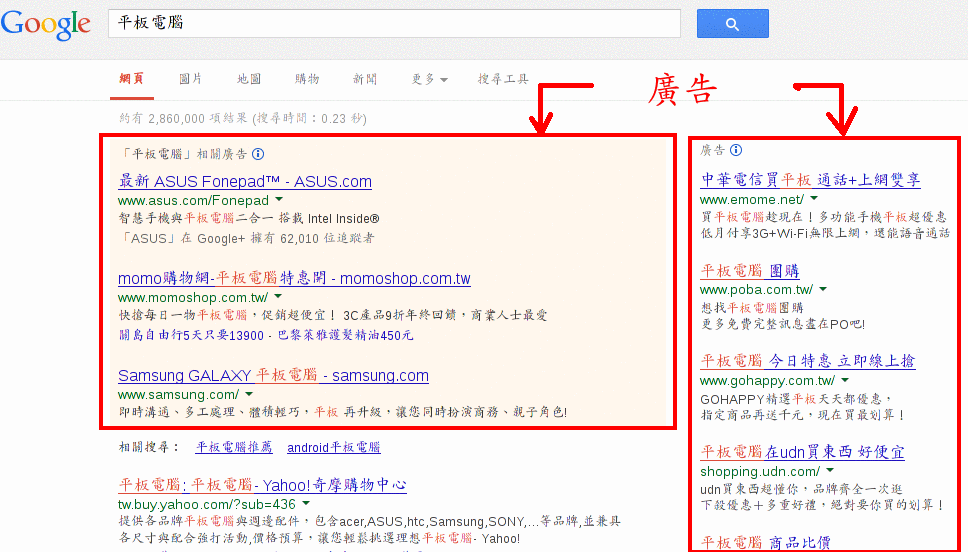 Google
平板電腦
網頁 圖片 地圖 購物 新聞 更多 搜尋工具
廣告
約有 2,860,000 項結果 (搜尋時間：0.23 秒)
「平板電腦」相關廣告
最新 ASUS Fonepad™ - ASUS.com
www.asus.com/Fonepad
智慧手機與平板電腦二合一 搭載 Intel Inside®
「ASUS」在 Google+ 擁有 62,010 位追蹤者
momo購物網-平板電腦特惠開 - momoshop.com.tw
www.momoshop.com.tw/
快搶每日一物平板電腦，促銷超便宜！ 3C產品9折年終回饋，商業人士最愛
關島自由行5天只要13900 - 巴黎萊雅護髮精油450元
Samsung GALAXY 平板電腦 - samsung.com
www.samsung.com/
即時溝通、多工處理、體積輕巧，平板 再升級，讓您同時扮演商務、親子角色!
相關搜尋： 平板電腦推薦 android平板電腦
平板電腦: 平板電腦- Yahoo!奇摩購物中心
tw.buy.yahoo.com/?sub=436
提供各品牌平板電腦與週邊配件，包含acer,ASUS,htc,Samsung,SONY,...等品牌,並兼具
各尺寸與配合強打活動,價格預算，讓您輕鬆挑選理想平板電腦- Yahoo!
廣告
中華電信買平板 通話+上網雙享
www.emome.net/
買平板電腦趁現在！多功能手機平板超優惠
低月付享3G+Wi-Fi無限上網，還能語音通話
平板電腦 團購
www.poba.com.tw/
想找平板電腦團購
更多免費完整訊息盡在PO吧!
平板電腦 今日特惠 立即線上搶
www.gohappy.com.tw/
GOHAPPY精選平板天天都優惠，
指定商品再送千元，現在買最划算！
平板電腦在udn買東西 好便宜
shopping.udn.com/
udn買東西超懂你，品牌齊全一次逛
下殺優惠＋多重好禮，絕對要你買的划算！
平板電腦 商品比價